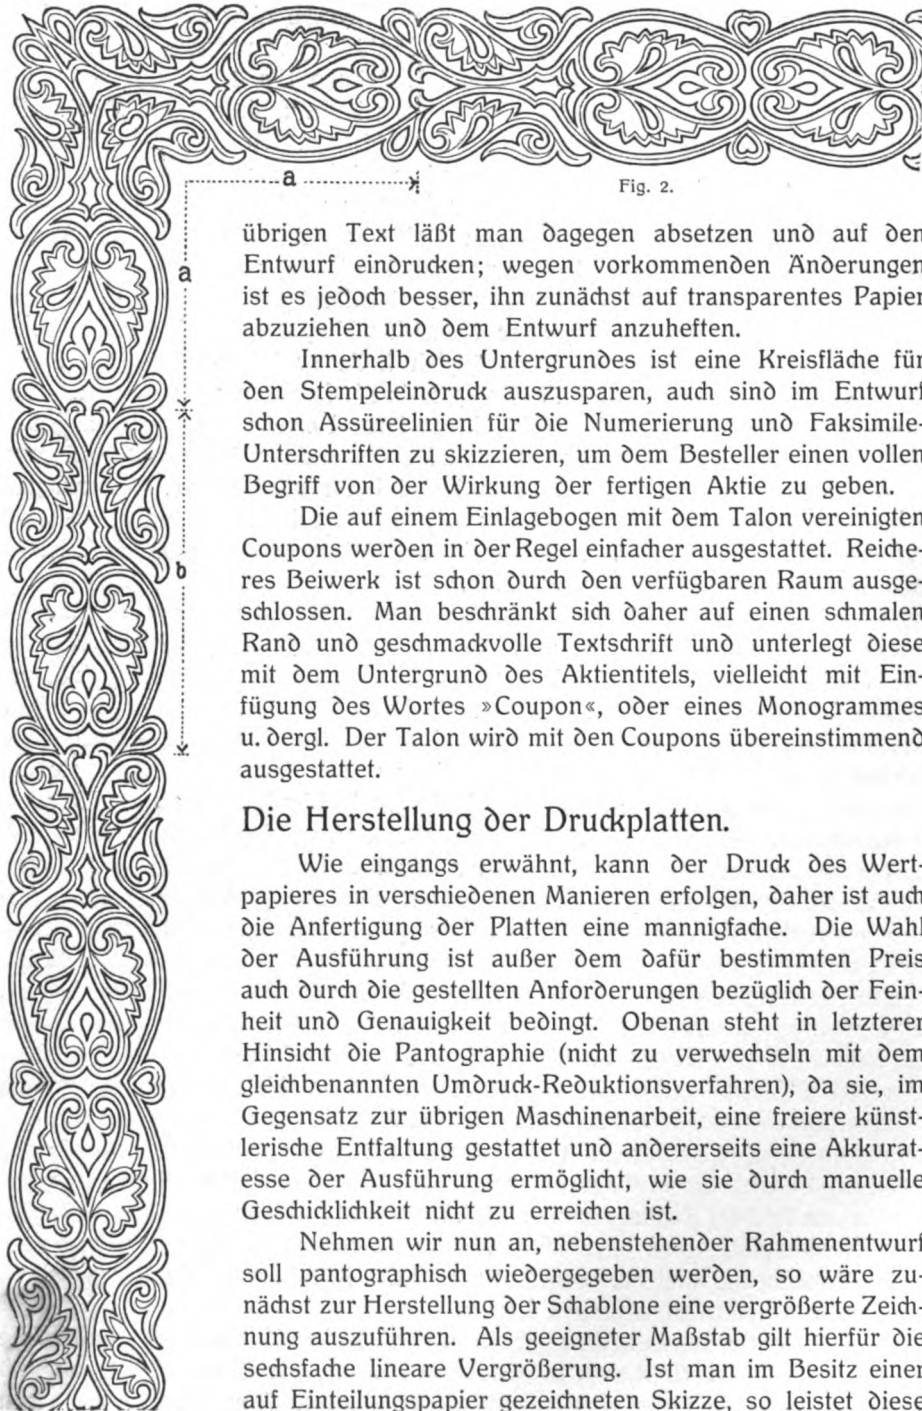 a
Fig. 2.
a
b
übrigen Text läßt man dagegen absetzen und auf den
Entwurf eindrucken; wegen vorkommenden Änderungen
ist es jedoch besser, ihn zunächst auf transparentes Papier
abzuziehen und dem Entwurf anzuheften.
Innerhalb des Untergrundes ist eine Kreisfläche für
den Stempeleindruck auszusparen, auch sind im Entwurf
schon Assüreelinien für die Numerierung und Faksimile-
Unterschriften zu skizzieren, um dem Besteller einen vollen
Begriff von der Wirkung der fertigen Aktie zu geben.
Die auf einem Einlagebogen mit dem Talon vereinigten
Coupons werden in der Regel einfacher ausgestattet. Reiche-
res Beiwerk ist schon durch den verfügbaren Raum ausge-
schlossen. Man beschränkt sich daher auf einen schmalen
Rand und geschmackvolle Textschrift und unterlegt diese
mit dem Untergrund des Aktientitels, vielleicht mit Ein-
fügung des Wortes »Coupon«, oder eines Monogrammes
u. dergl. Der Talon wird mit den Coupons übereinstimmend
ausgestattet.
Die Herstellung der Druckplatten.
Wie eingangs erwähnt, kann der Druck des Wert-
papieres in verschiedenen Manieren erfolgen, daher ist auch
die Anfertigung der Platten eine mannigfache. Die Wahl
der Ausführung ist außer dem dafür bestimmten Preis
auch durch die gestellten Anforderungen bezüglich der Fein-
heit und Genauigkeit bedingt. Obenan steht in letzterer
Hinsicht die Pantographie (nicht zu verwechseln mit dem
gleichbenannten Umdruck-Reduktionsverfahren), da sie, im
Gegensatz zur übrigen Maschinenarbeit, eine freiere künst-
lerische Entfaltung gestattet und andererseits eine Akkurat-
esse der Ausführung ermöglicht, wie sie durch manuelle
Geschicklichkeit nicht zu erreichen ist.
Nehmen wir nun an, nebenstehender Rahmenentwurf
soll pantographisch wiedergegeben werden, so wäre zu-
nächst zur Herstellung der Schablone eine vergrößerte Zeich-
nung auszuführen. Als geeigneter Maßstab gilt hierfür die
sechsfache lineare Vergrößerung. Ist man im Besitz einer
auf Einteilungspapier gezeichneten Skizze, so leistet diese